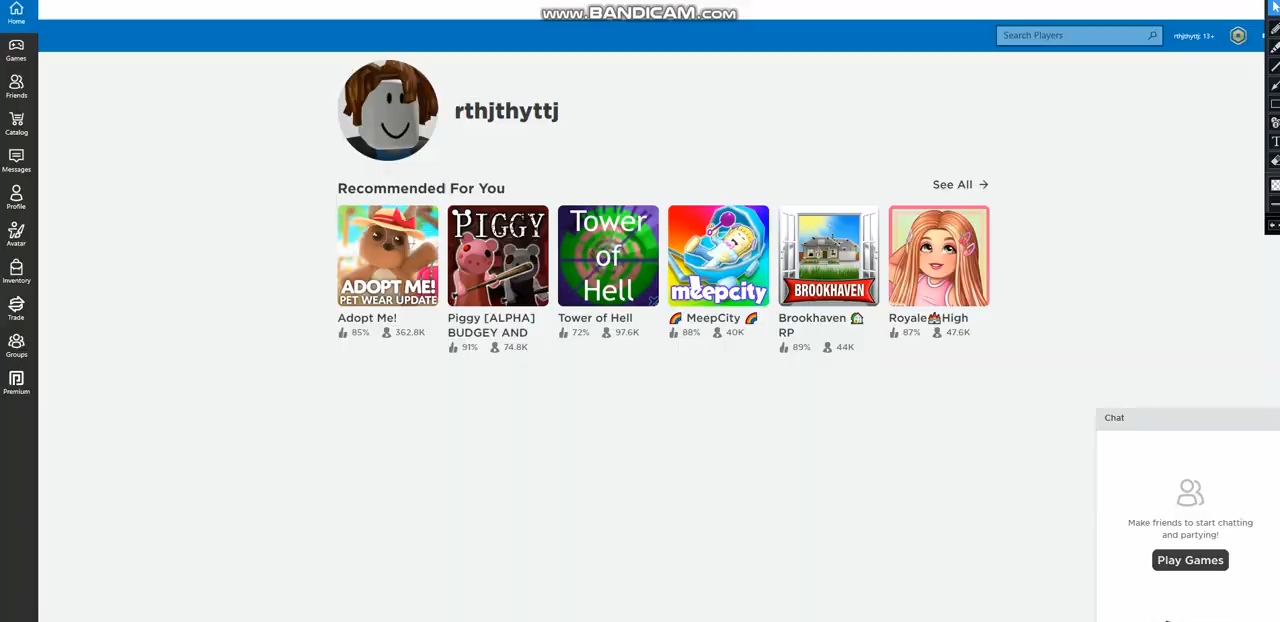 www.BANDICAM.com
Home
Games
Friends
Catalog
Messages
Profile
Avatar
Inventory
Trade
Groups
Premium
Search Players
rthjthyttj: 13+
rthjthyttj
Recommended For You
See All →
ADOPT ME!
PET WEAR UPDATE
PIGGY
Tower
of
Hell
meepcity
BROOKHAVEN
Adopt Me!
85% 362.8K
Piggy [ALPHA]
BUDGEY AND
91% 74.8K
Tower of Hell
72% 97.6K
🌈 MeepCity 🌈
88% 40K
Brookhaven 🏡
RP
89% 44K
Royale🏰High
87% 47.6K
Chat
Make friends to start chatting
and partying!
Play Games